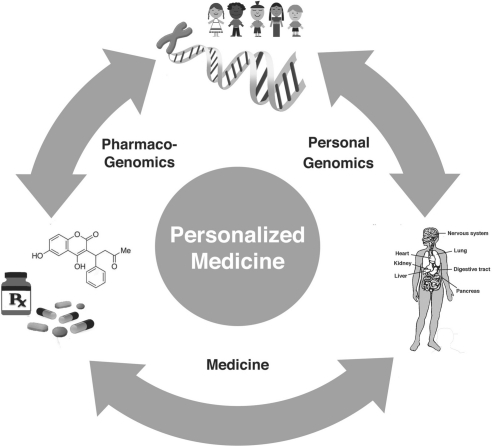 Pharmaco-
Genomics
Personal
Genomics
Personalized
Medicine
O
O
HO
OH
Me
O
Rx
Nervous system
Heart
Lung
Kidney
Liver
Digestive tract
Pancreas
Medicine